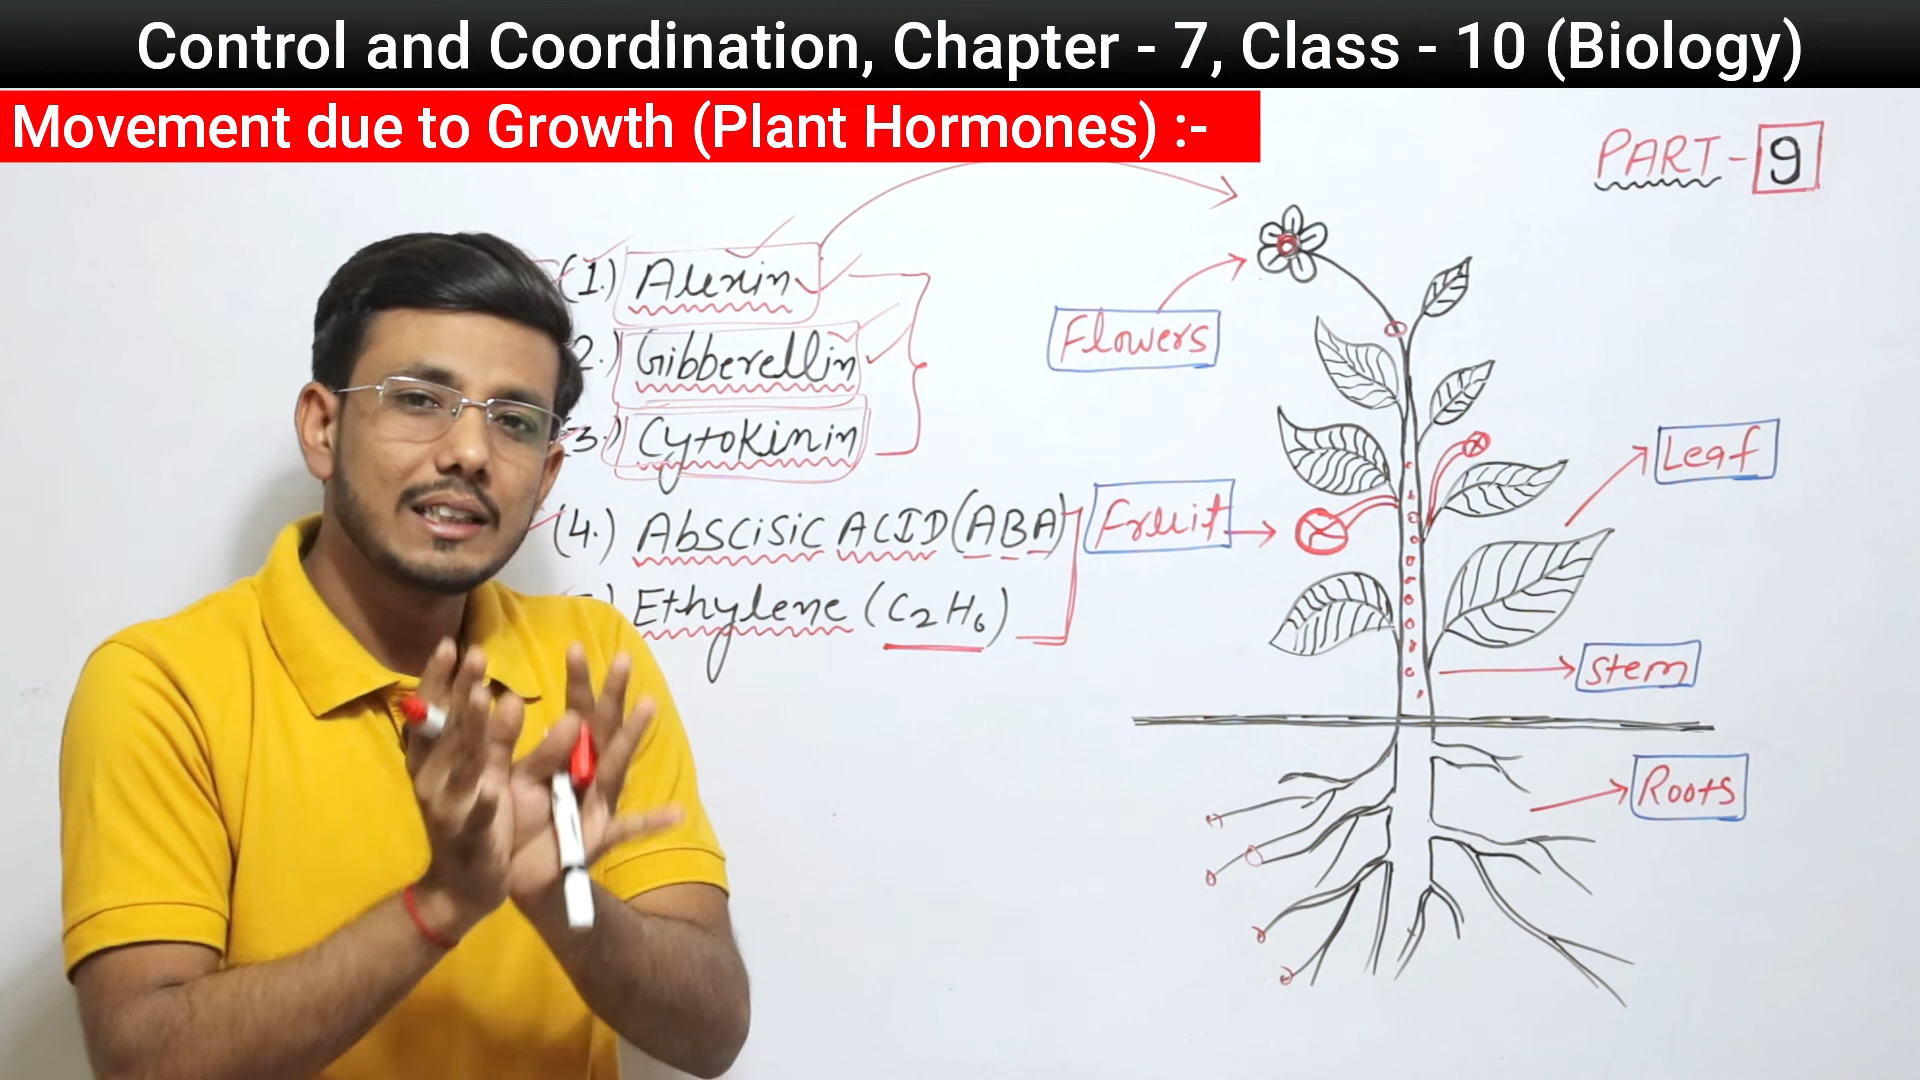 Control and Coordination, Chapter - 7, Class - 10 (Biology)
Movement due to Growth (Plant Hormones) :-
PART - 9
(1.) Auxin
2.) Gibberellin
3.) Cytokinin
(4.) Abscisic ACID (ABA)
) Ethylene (C2H6)
Flowers
Fruit
Leaf
Stem
Roots